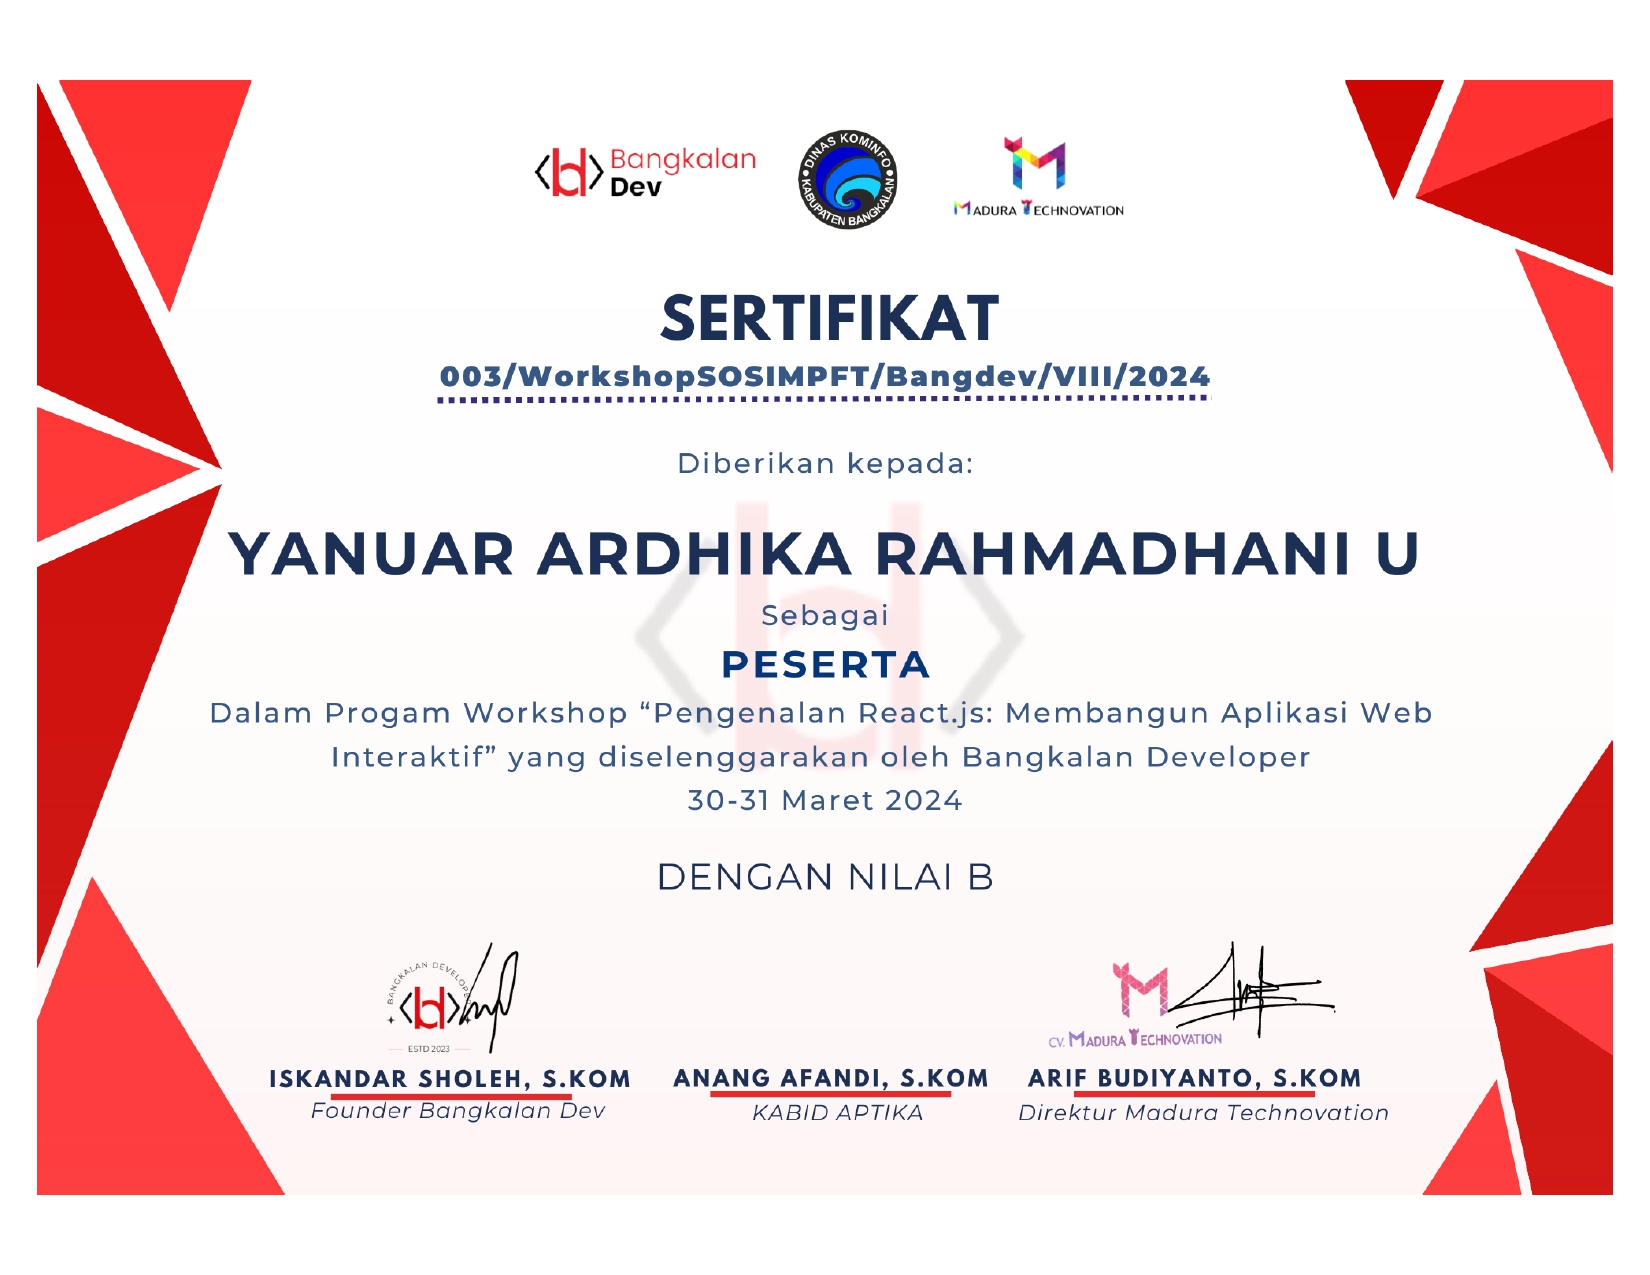 Bangkalan
Dev
DINAS KOMINFO
KABUPATEN BANGKALAN
MADURA TECHNOVATION
SERTIFIKAT
003/WorkshopSOSIMPFT/Bangdev/VIII/2024
Diberikan kepada:
YANUAR ARDHIKA RAHMADHANI U
Sebagai
PESERTA
Dalam Progam Workshop “Pengenalan React.js: Membangun Aplikasi Web
Interaktif” yang diselenggarakan oleh Bangkalan Developer
30-31 Maret 2024
DENGAN NILAI B
BANGKALAN DEVELOPER
ESTD 2023
CV. MADURA TECHNOVATION
ISKANDAR SHOLEH, S.KOM
Founder Bangkalan Dev
ANANG AFANDI, S.KOM
KABID APTIKA
ARIF BUDIYANTO, S.KOM
Direktur Madura Technovation